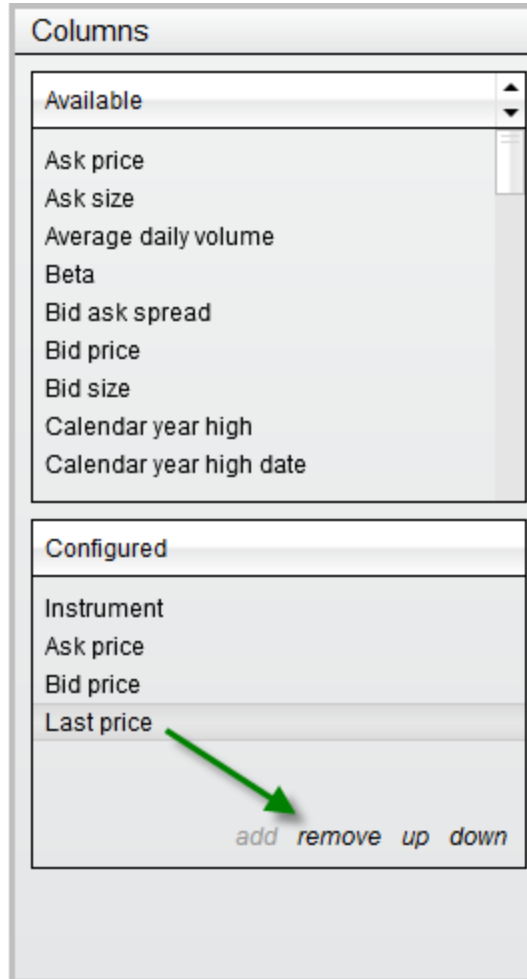 Columns
Available
Ask price
Ask size
Average daily volume
Beta
Bid ask spread
Bid price
Bid size
Calendar year high
Calendar year high date
Configured
Instrument
Ask price
Bid price
Last price
add remove up down